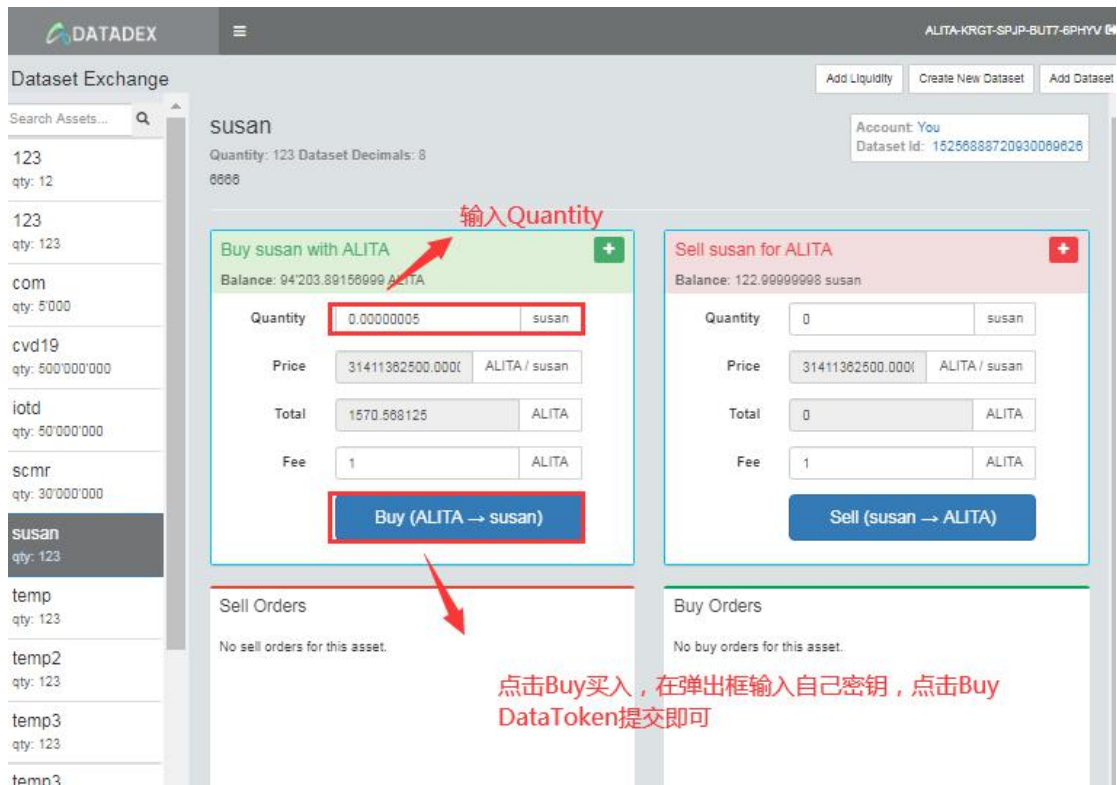 DATADEX
ALITA-KRGT-SPJP-BUT7-6PHYV
Dataset Exchange
Add Liquidity
Create New Dataset
Add Dataset
Search Assets...
123
qty: 12
123
qty: 123
com
qty: 5'000
cvd19
qty: 500'000'000
iotd
qty: 50'000'000
scmr
qty: 30'000'000
susan
qty: 123
temp
qty: 123
temp2
qty: 123
temp3
qty: 123
temp3
susan
Quantity: 123 Dataset Decimals: 8
6666
Account: You
Dataset Id: 15256888720930069626
输入Quantity
Buy susan with ALITA
Balance: 94'203.89156999 ALITA
Quantity 0.00000005 susan
Price 31411362500.000( ALITA / susan
Total 1570.568125 ALITA
Fee 1 ALITA
Buy (ALITA → susan)
Sell susan for ALITA
Balance: 122.99999998 susan
Quantity 0 susan
Price 31411362500.000( ALITA / susan
Total 0 ALITA
Fee 1 ALITA
Sell (susan → ALITA)
Sell Orders
No sell orders for this asset.
Buy Orders
No buy orders for this asset.
点击Buy买入，在弹出框输入自己密钥，点击Buy
DataToken提交即可